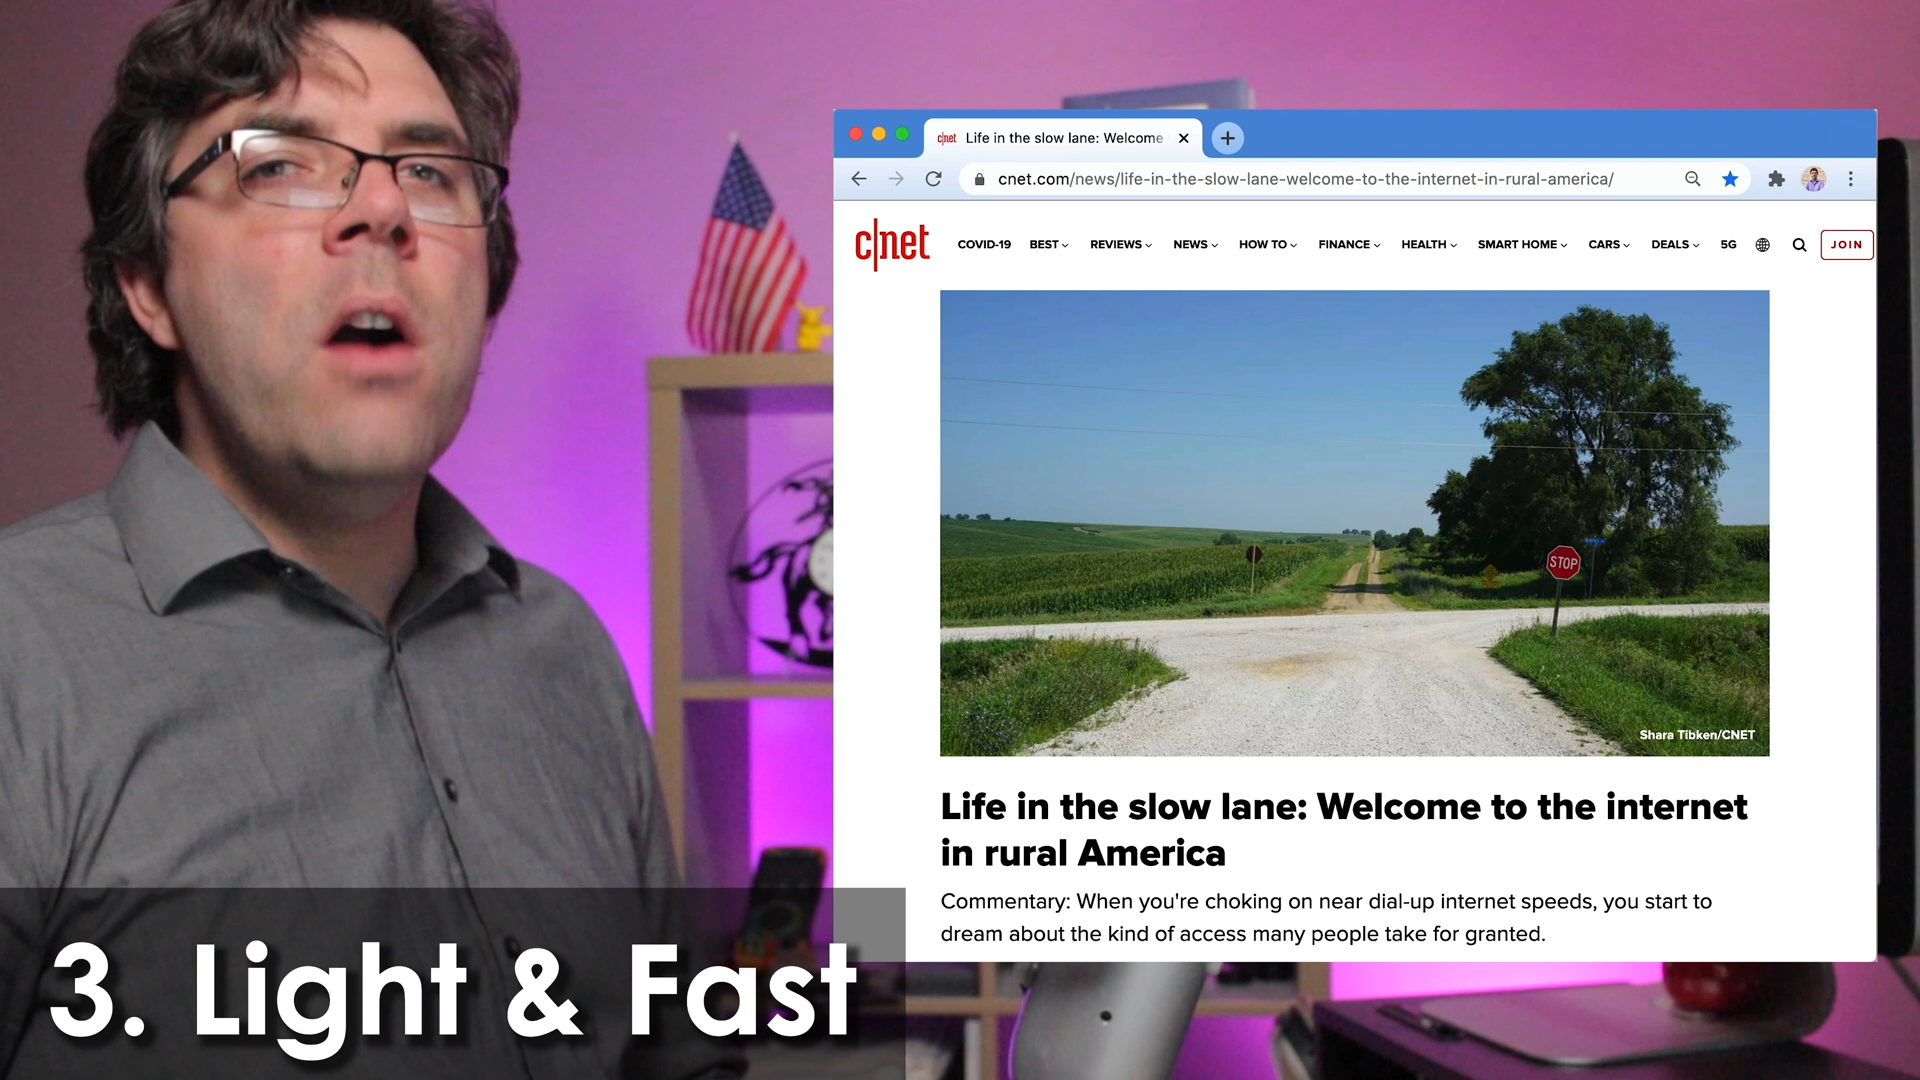 c|net Life in the slow lane: Welcome
cnet.com/news/life-in-the-slow-lane-welcome-to-the-internet-in-rural-america/
c|net COVID-19 BEST REVIEWS NEWS HOW TO FINANCE HEALTH SMART HOME CARS DEALS 5G JOIN
STOP
Shara Tibken/CNET
Life in the slow lane: Welcome to the internet
in rural America
Commentary: When you're choking on near dial-up internet speeds, you start to
dream about the kind of access many people take for granted.
3. Light & Fast